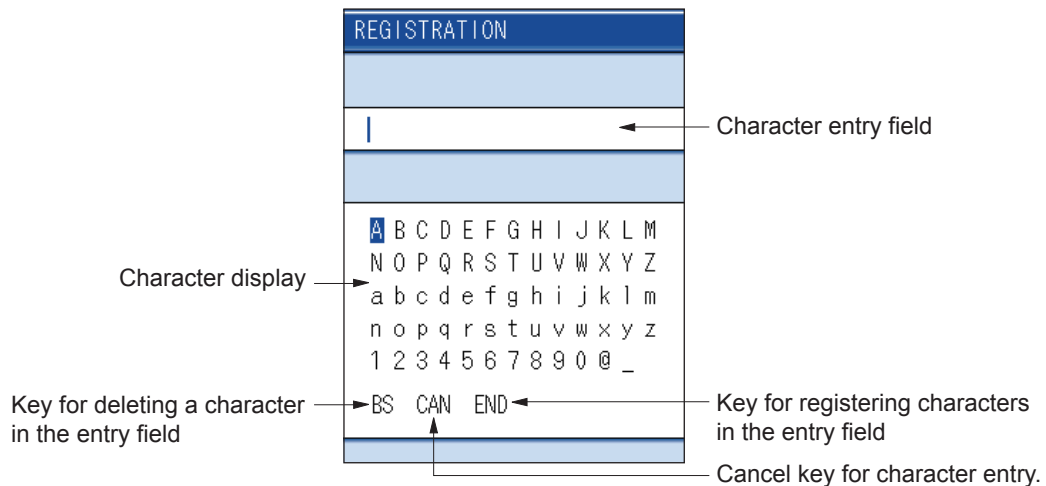 REGISTRATION
Character entry field
A B C D E F G H I J K L M
N O P Q R S T U V W X Y Z
Character display
a b c d e f g h i j k l m
n o p q r s t u v w x y z
1 2 3 4 5 6 7 8 9 0 @ _
Key for deleting a character
in the entry field
BS CAN END
Key for registering characters
in the entry field
Cancel key for character entry.